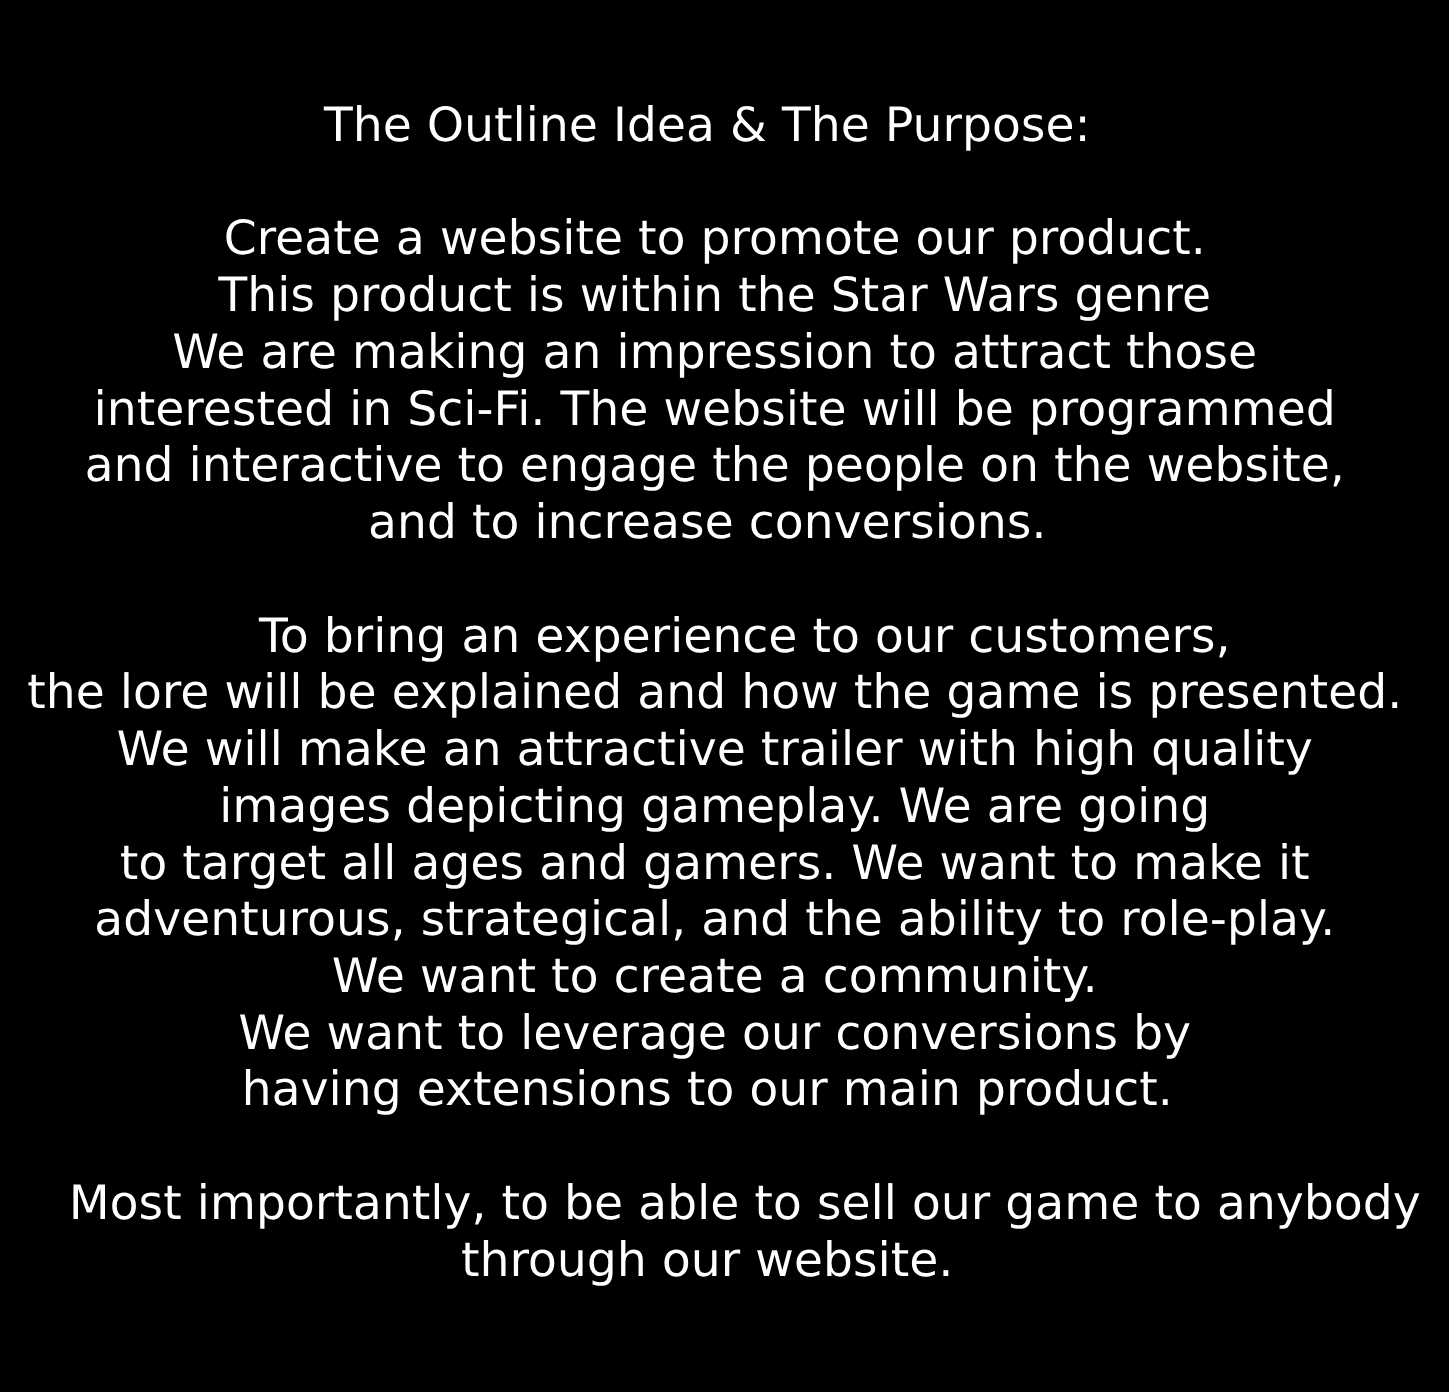 The Outline Idea & The Purpose:
Create a website to promote our product.
This product is within the Star Wars genre
We are making an impression to attract those
interested in Sci-Fi. The website will be programmed
and interactive to engage the people on the website,
and to increase conversions.
To bring an experience to our customers,
the lore will be explained and how the game is presented.
We will make an attractive trailer with high quality
images depicting gameplay. We are going
to target all ages and gamers. We want to make it
adventurous, strategical, and the ability to role-play.
We want to create a community.
We want to leverage our conversions by
having extensions to our main product.
Most importantly, to be able to sell our game to anybody
through our website.